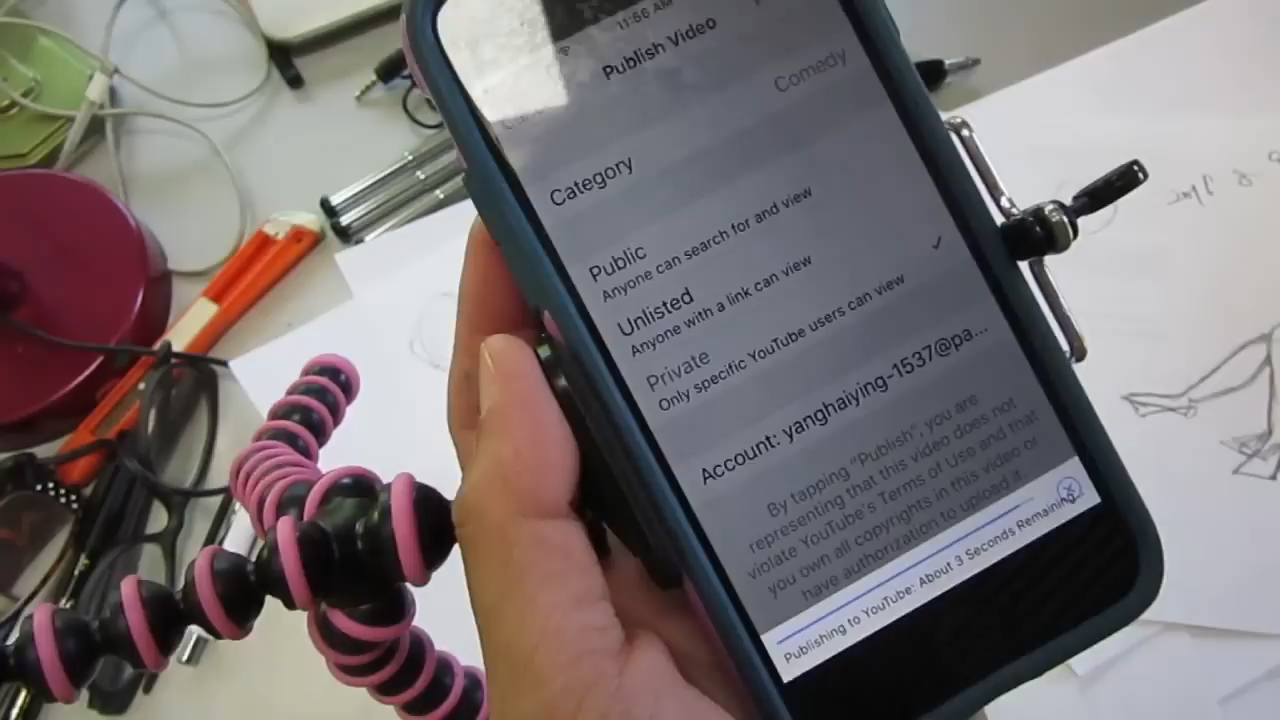 11:56 AM
Publish Video
Category
Comedy
Public
Anyone can search for and view
Unlisted
Anyone with a link can view
Private
Only specific YouTube users can view
✓
Account: yanghaiying-1537@pa...
By tapping “Publish”, you are
representing that this video does not
violate YouTube's Terms of Use and that
you own all copyrights in this video or
have authorization to upload it.
Publishing to YouTube: About 3 Seconds Remaining